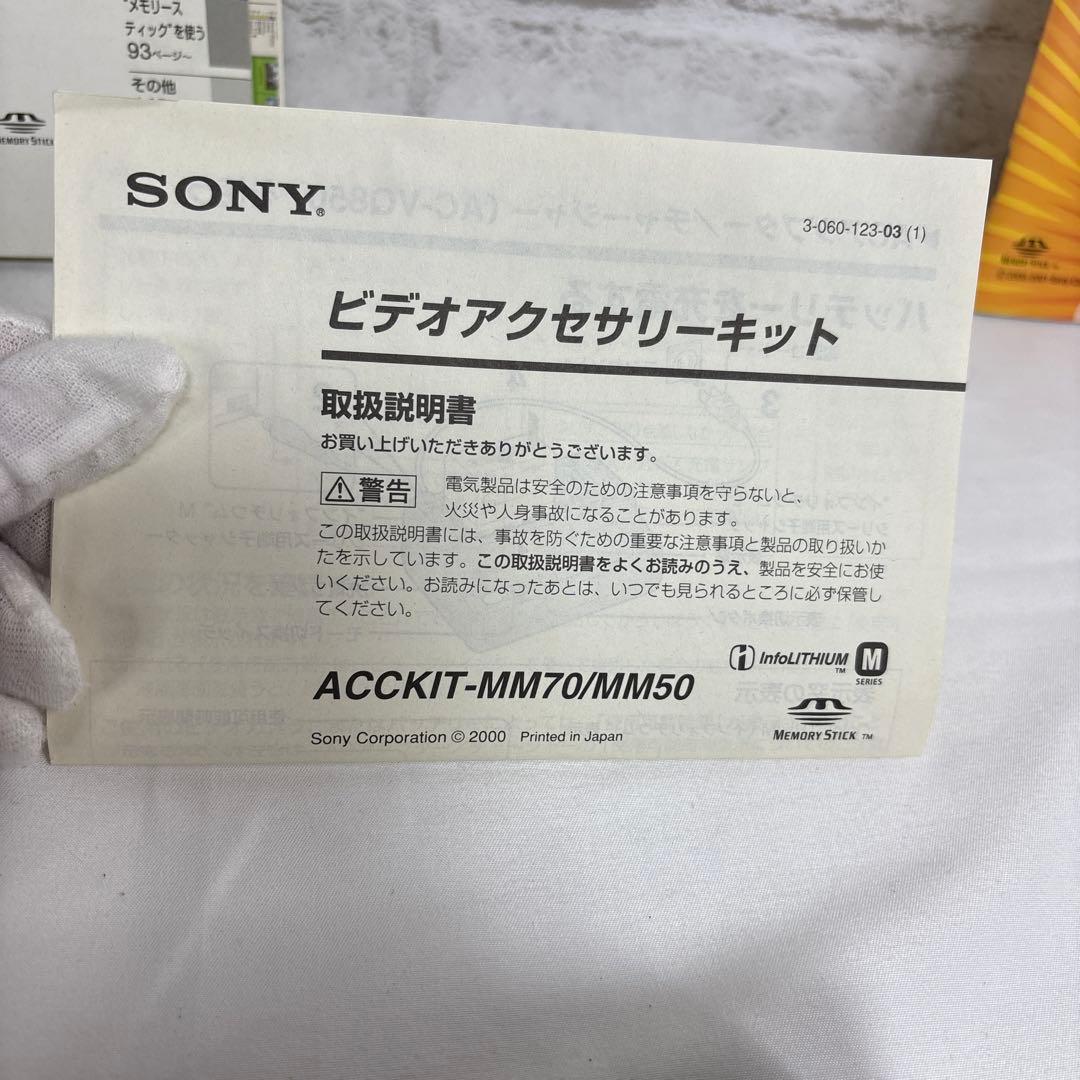 "メモリース
ティック"を使う
93ページ~
その他
MEMORY STICK
SONY®
3-060-123-03 (1)
ビデオアクセサリーキット
取扱説明書
お買い上げいただきありがとうございます。
⚠警告
電気製品は安全のための注意事項を守らないと、
火災や人身事故になることがあります。
この取扱説明書には、事故を防ぐための重要な注意事項と製品の取り扱いか
たを示しています。この取扱説明書をよくお読みのうえ、製品を安全にお使
いください。お読みになったあとは、いつでも見られるところに必ず保管し
てください。
InfoLITHIUM™ M SERIES
ACCKIT-MM70/MM50
MEMORY STICK™
Sony Corporation © 2000 Printed in Japan